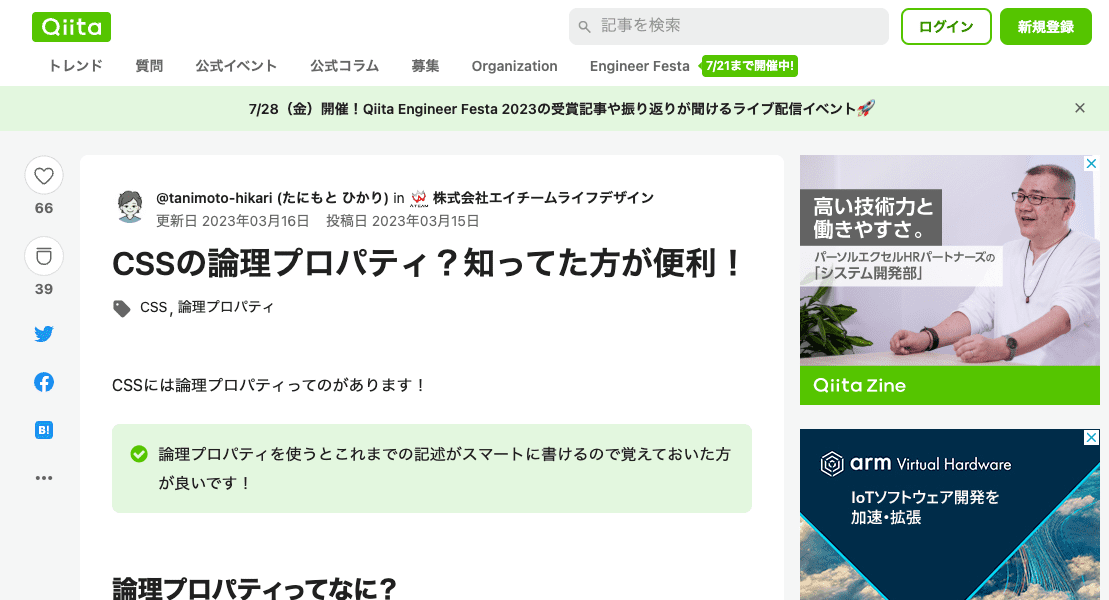 Qiita
記事を検索
ログイン
新規登録
トレンド
質問
公式イベント
公式コラム
募集
Organization
Engineer Festa
7/21まで開催中!
7/28（金）開催！Qiita Engineer Festa 2023の受賞記事や振り返りが聞けるライブ配信イベント🚀
66
39
B!
@tanimoto-hikari (たにもと ひかり) in 株式会社エイチームライフデザイン
更新日 2023年03月16日 投稿日 2023年03月15日
CSSの論理プロパティ？知ってた方が便利！
CSS, 論理プロパティ
CSSには論理プロパティってのがあります！
論理プロパティを使うとこれまでの記述がスマートに書けるので覚えておいた方
が良いです！
論理プロパティってなに？
高い技術力と
働きやすさ。
パーソルエクセルHRパートナーズの
「システム開発部」
Qiita Zine
arm Virtual Hardware
IoTソフトウェア開発を
加速・拡張